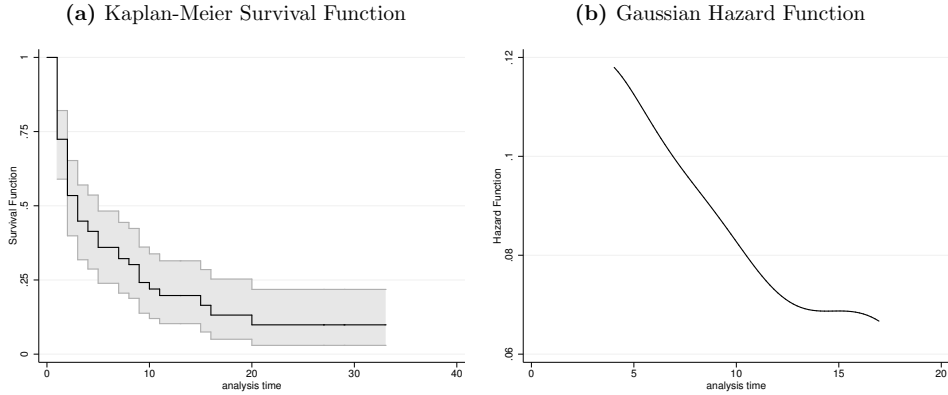 (a) Kaplan-Meier Survival Function
1
.75
.5
.25
0
Survival Function
0 10 20 30 40
analysis time
(b) Gaussian Hazard Function
.12
.1
.08
.06
Hazard Function
0 5 10 15 20
analysis time